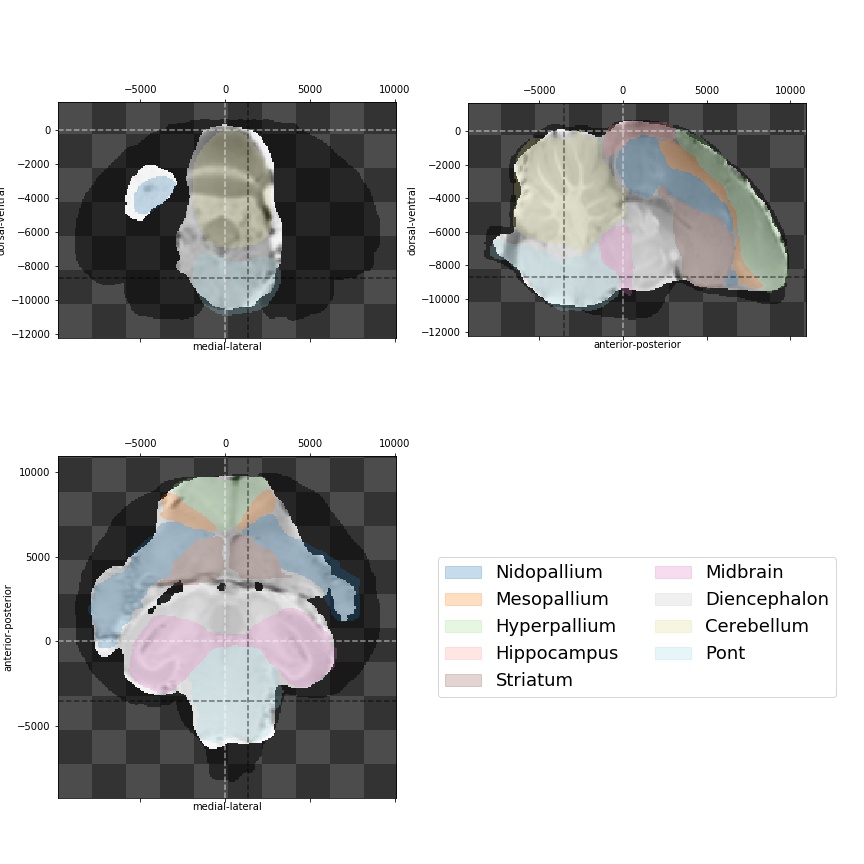 −5000 0 5000 10000
0
−2000
−4000
−6000
−8000
−10000
−12000
dorsal-ventral
medial-lateral
−5000 0 5000 10000
0
−2000
−4000
−6000
−8000
−10000
−12000
dorsal-ventral
anterior-posterior
−5000 0 5000 10000
10000
5000
0
−5000
anterior-posterior
medial-lateral
Nidopallium
Mesopallium
Hyperpallium
Hippocampus
Striatum
Midbrain
Diencephalon
Cerebellum
Pont